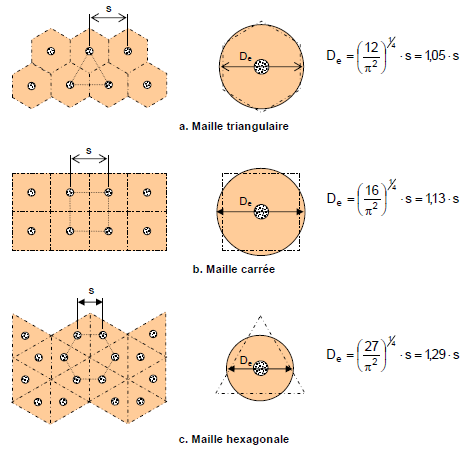 s
Dₑ
Dₑ = (12/π²)^¼ · s = 1,05 · s
a. Maille triangulaire
s
Dₑ
Dₑ = (16/π²)^¼ · s = 1,13 · s
b. Maille carrée
s
Dₑ
Dₑ = (27/π²)^¼ · s = 1,29 · s
c. Maille hexagonale